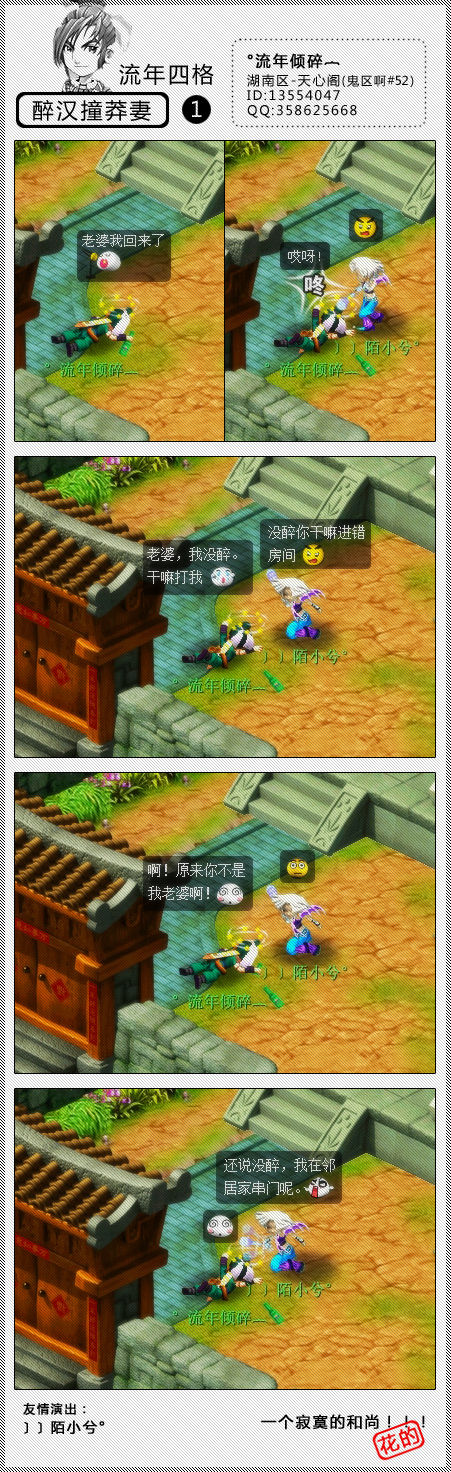 流年四格
醉汉撞莽妻 1
°流年倾碎︵
湖南区-天心阁(鬼区啊#52)
ID:13554047
QQ:358625668
老婆我回来了
°流年倾碎︵
哎呀!
咚
〕〕陌小兮°
°流年倾碎︵
老婆，我没醉。
干嘛打我
没醉你干嘛进错
房间
〕〕陌小兮°
°流年倾碎︵
啊! 原来你不是
我老婆啊!
〕〕陌小兮°
°流年倾碎︵
还说没醉，我在邻
居家串门呢。
〕〕陌小兮°
°流年倾碎︵
友情演出：
〕〕陌小兮°
一个寂寞的和尚！！！
花的